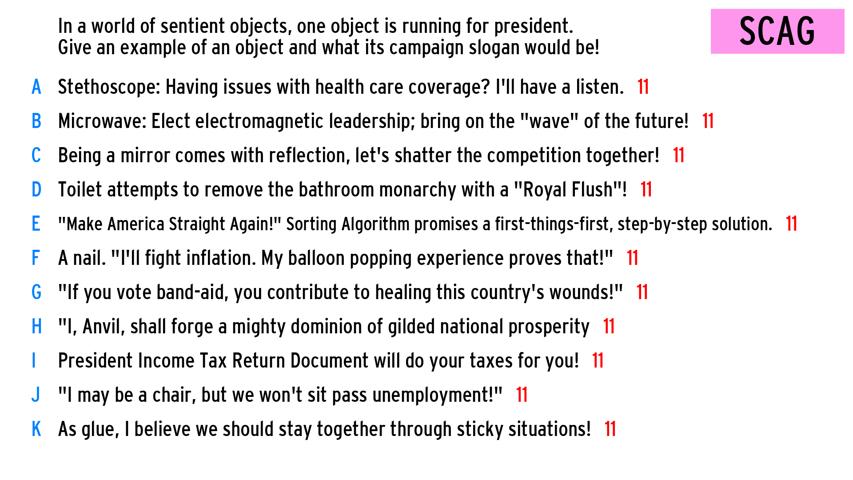 In a world of sentient objects, one object is running for president.
Give an example of an object and what its campaign slogan would be!
SCAG
A Stethoscope: Having issues with health care coverage? I'll have a listen. 11
B Microwave: Elect electromagnetic leadership; bring on the "wave" of the future! 11
C Being a mirror comes with reflection, let's shatter the competition together! 11
D Toilet attempts to remove the bathroom monarchy with a "Royal Flush"! 11
E "Make America Straight Again!" Sorting Algorithm promises a first-things-first, step-by-step solution. 11
F A nail. "I'll fight inflation. My balloon popping experience proves that!" 11
G "If you vote band-aid, you contribute to healing this country's wounds!" 11
H "I, Anvil, shall forge a mighty dominion of gilded national prosperity 11
I President Income Tax Return Document will do your taxes for you! 11
J "I may be a chair, but we won't sit pass unemployment!" 11
K As glue, I believe we should stay together through sticky situations! 11